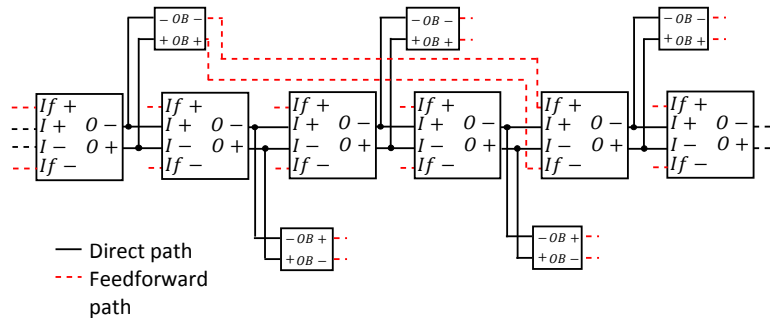 − OB −
+ OB +
− OB −
+ OB +
− OB −
+ OB +
If +
I + O −
I − O +
If −
If +
I + O −
I − O +
If −
If +
I + O −
I − O +
If −
If +
I + O −
I − O +
If −
If +
I + O −
I − O +
If −
If +
I + O −
I − O +
If −
− OB +
+ OB −
− OB +
+ OB −
Direct path
Feedforward
path